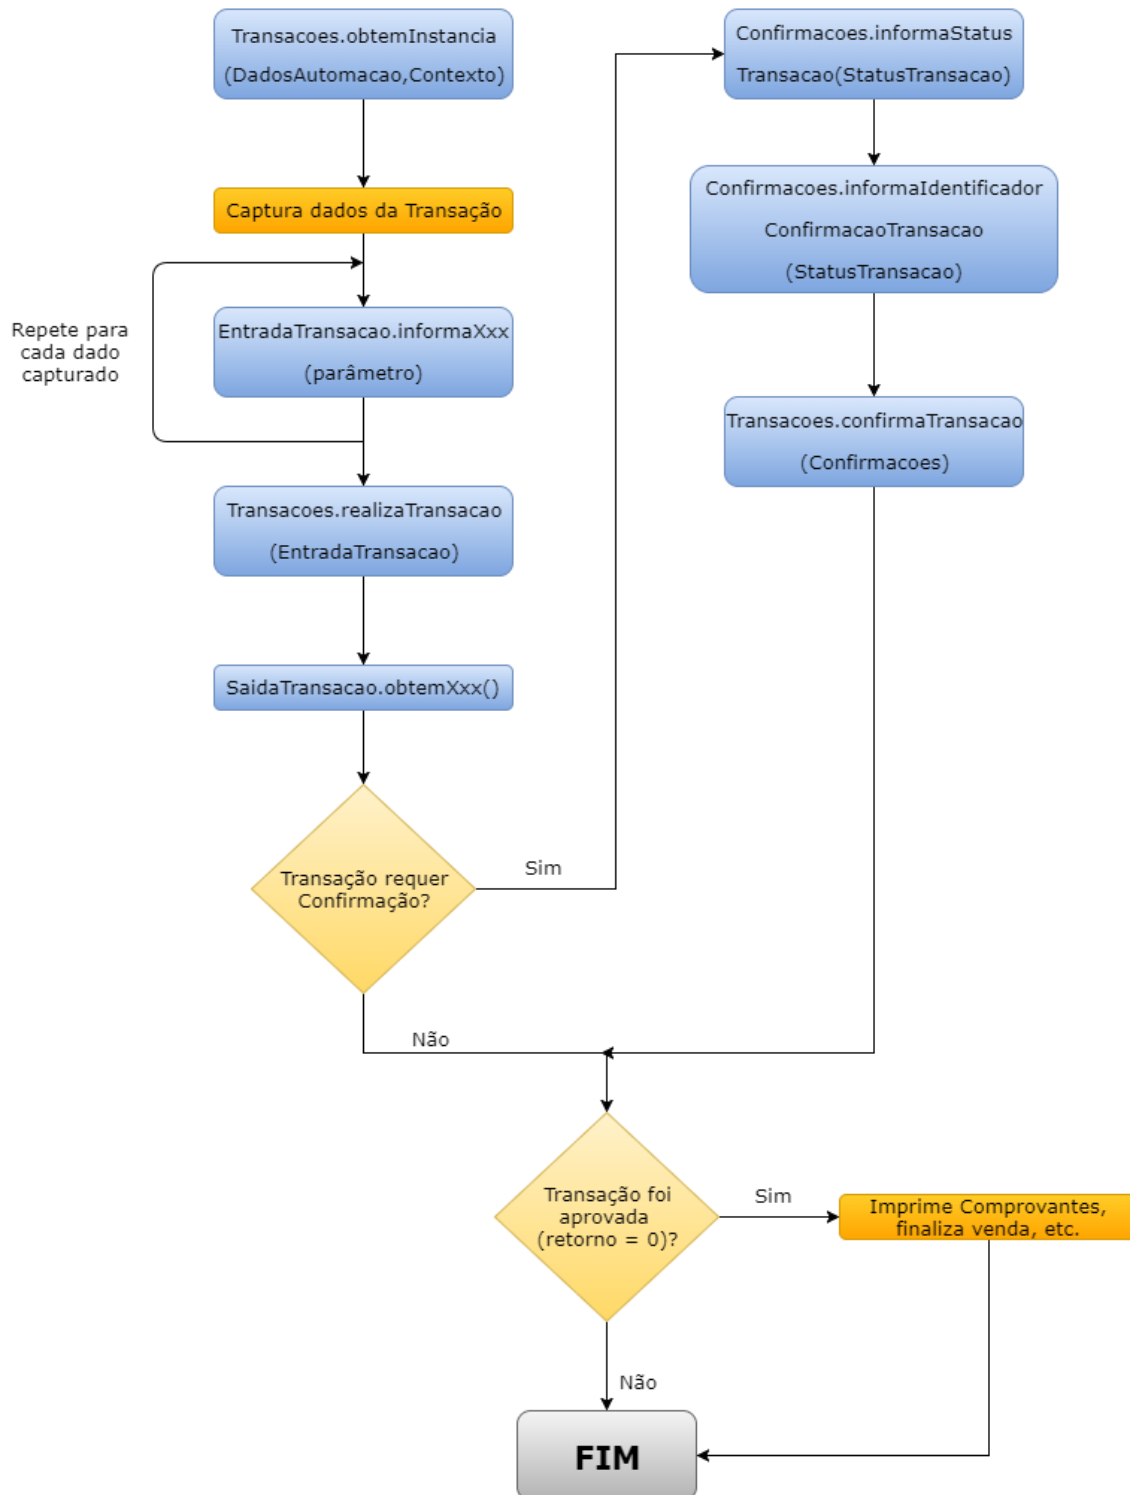 Transacoes.obtemInstancia
(DadosAutomacao,Contexto)
Captura dados da Transação
Repete para
cada dado
capturado
EntradaTransacao.informaXxx
(parâmetro)
Transacoes.realizaTransacao
(EntradaTransacao)
SaidaTransacao.obtemXxx()
Transação requer
Confirmação?
Sim
Não
Confirmacoes.informaStatus
Transacao(StatusTransacao)
Confirmacoes.informaIdentificador
ConfirmacaoTransacao
(StatusTransacao)
Transacoes.confirmaTransacao
(Confirmacoes)
Transação foi
aprovada
(retorno = 0)?
Sim
Imprime Comprovantes,
finaliza venda, etc.
Não
FIM